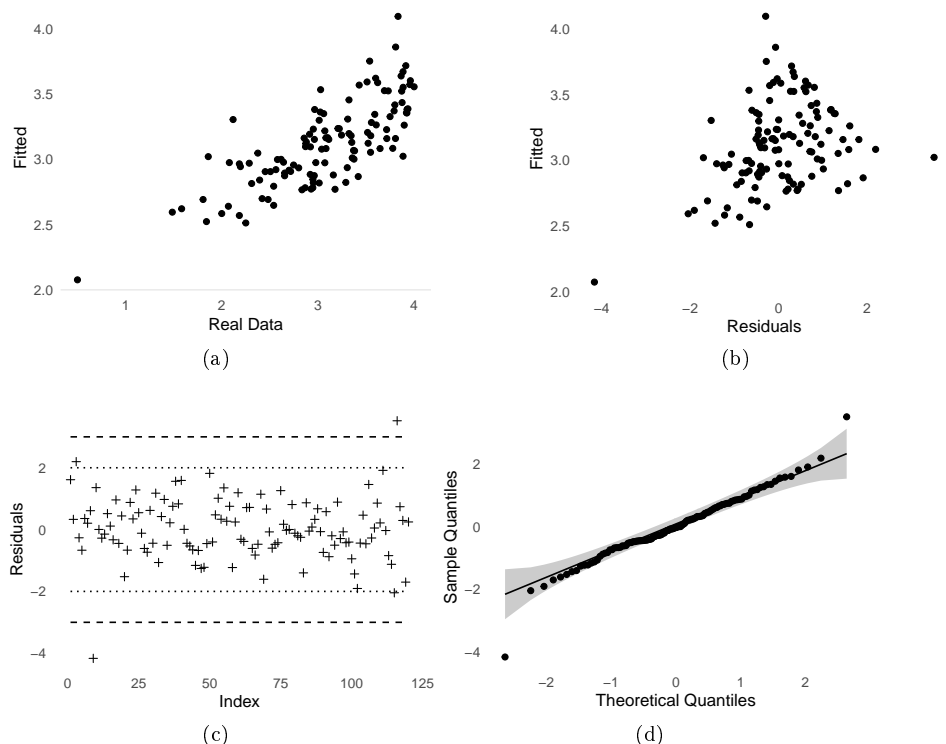 4.0
3.5
3.0
2.5
2.0
Fitted
1 2 3 4
Real Data
(a)
4.0
3.5
3.0
2.5
2.0
Fitted
−4 −2 0 2
Residuals
(b)
2
0
−2
−4
Residuals
0 25 50 75 100 125
Index
(c)
2
0
−2
−4
Sample Quantiles
−2 −1 0 1 2
Theoretical Quantiles
(d)